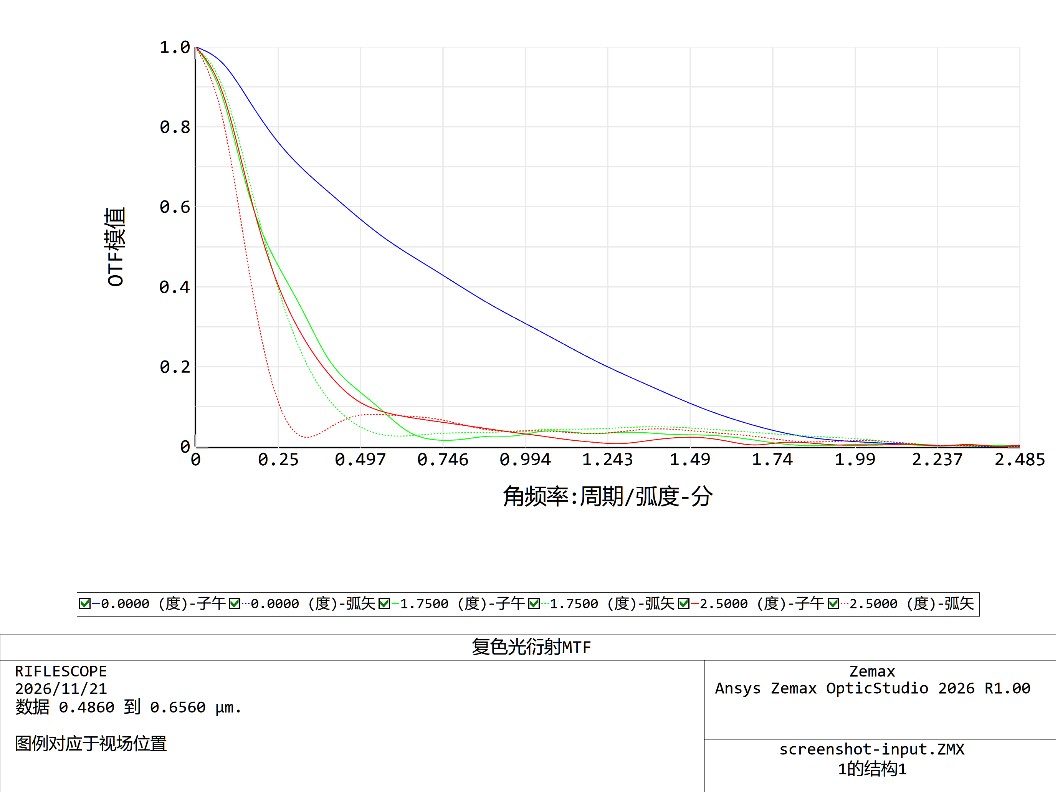 1.0
0.8
0.6
0.4
0.2
0
OTF模值
0 0.25 0.497 0.746 0.994 1.243 1.49 1.74 1.99 2.237 2.485
角频率:周期/弧度-分
0.0000 (度)-子午 0.0000 (度)-弧矢 1.7500 (度)-子午 1.7500 (度)-弧矢 2.5000 (度)-子午 2.5000 (度)-弧矢
复色光衍射MTF
RIFLESCOPE
2026/11/21
数据 0.4860 到 0.6560 µm.
图例对应于视场位置
Zemax
Ansys Zemax OpticStudio 2026 R1.00
screenshot-input.ZMX
1的结构1